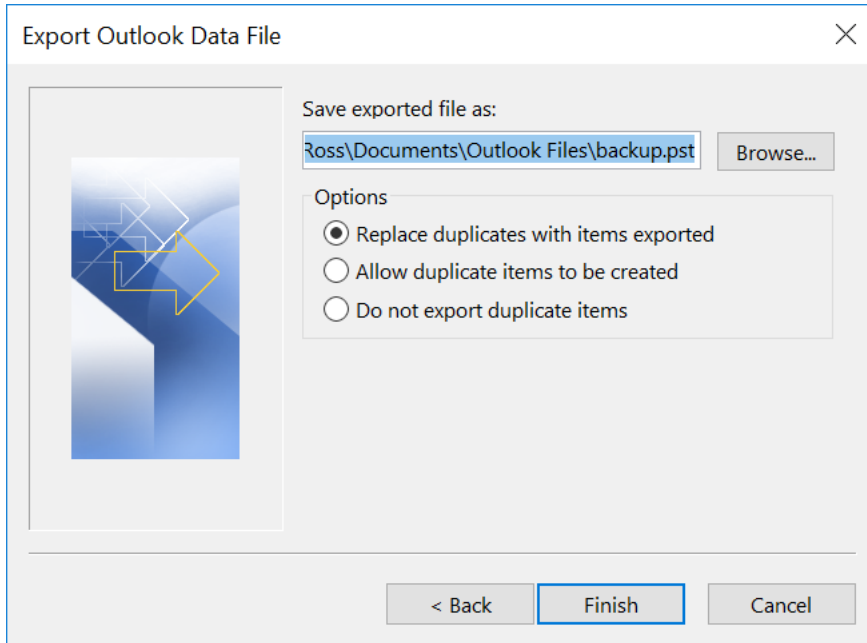 Export Outlook Data File
Save exported file as:
Ross\Documents\Outlook Files\backup.pst
Browse...
Options
Replace duplicates with items exported
Allow duplicate items to be created
Do not export duplicate items
< Back
Finish
Cancel